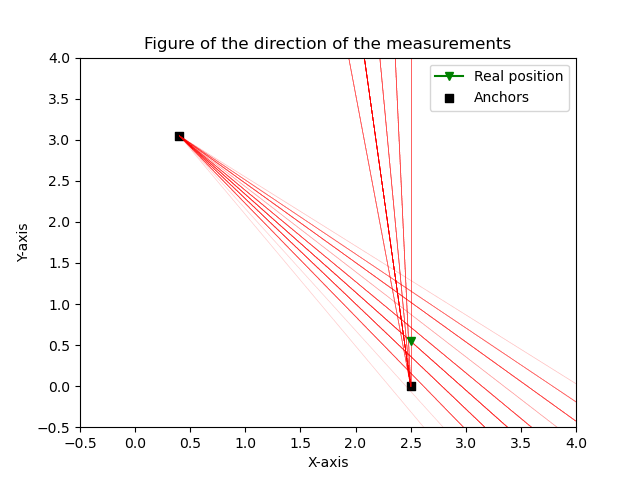 Figure of the direction of the measurements
Real position
Anchors
Y-axis
4.0
3.5
3.0
2.5
2.0
1.5
1.0
0.5
0.0
−0.5
−0.5 0.0 0.5 1.0 1.5 2.0 2.5 3.0 3.5 4.0
X-axis